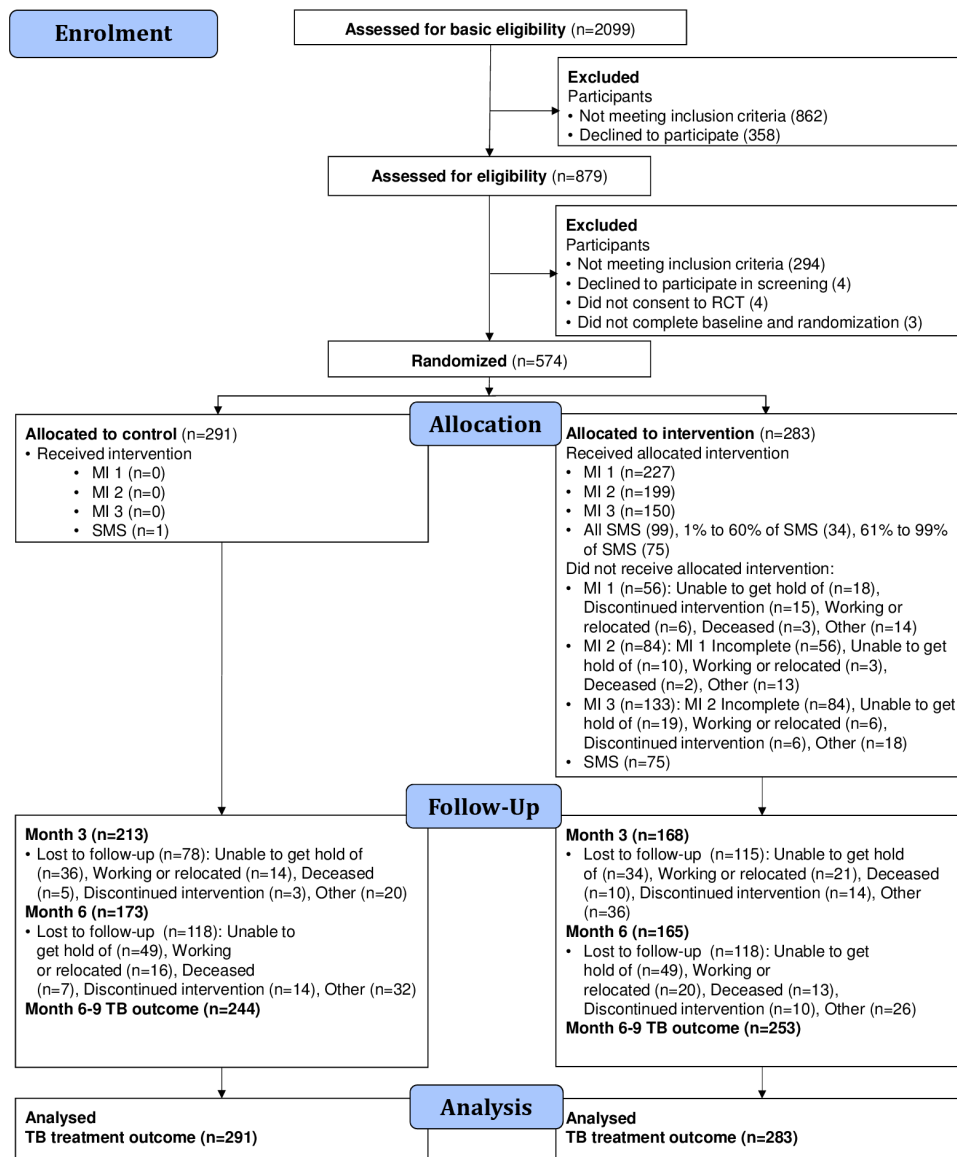 Enrolment
Assessed for basic eligibility (n=2099)
Excluded
Participants
• Not meeting inclusion criteria (862)
• Declined to participate (358)
Assessed for eligibility (n=879)
Excluded
Participants
• Not meeting inclusion criteria (294)
• Declined to participate in screening (4)
• Did not consent to RCT (4)
• Did not complete baseline and randomization (3)
Randomized (n=574)
Allocation
Allocated to control (n=291)
• Received intervention
• MI 1 (n=0)
• MI 2 (n=0)
• MI 3 (n=0)
• SMS (n=1)
Allocated to intervention (n=283)
Received allocated intervention
• MI 1 (n=227)
• MI 2 (n=199)
• MI 3 (n=150)
• All SMS (99), 1% to 60% of SMS (34), 61% to 99%
of SMS (75)
Did not receive allocated intervention:
• MI 1 (n=56): Unable to get hold of (n=18),
Discontinued intervention (n=15), Working or
relocated (n=6), Deceased (n=3), Other (n=14)
• MI 2 (n=84): MI 1 Incomplete (n=56), Unable to get
hold of (n=10), Working or relocated (n=3),
Deceased (n=2), Other (n=13)
• MI 3 (n=133): MI 2 Incomplete (n=84), Unable to get
hold of (n=19), Working or relocated (n=6),
Discontinued intervention (n=6), Other (n=18)
• SMS (n=75)
Follow-Up
Month 3 (n=213)
• Lost to follow-up (n=78): Unable to get hold of
(n=36), Working or relocated (n=14), Deceased
(n=5), Discontinued intervention (n=3), Other (n=20)
Month 6 (n=173)
• Lost to follow-up (n=118): Unable to
get hold of (n=49), Working
or relocated (n=16), Deceased
(n=7), Discontinued intervention (n=14), Other (n=32)
Month 6-9 TB outcome (n=244)
Month 3 (n=168)
• Lost to follow-up (n=115): Unable to get hold
of (n=34), Working or relocated (n=21), Deceased
(n=10), Discontinued intervention (n=14), Other
(n=36)
Month 6 (n=165)
• Lost to follow-up (n=118): Unable to get
hold of (n=49), Working or
relocated (n=20), Deceased (n=13),
Discontinued intervention (n=10), Other (n=26)
Month 6-9 TB outcome (n=253)
Analysis
Analysed
TB treatment outcome (n=291)
Analysed
TB treatment outcome (n=283)